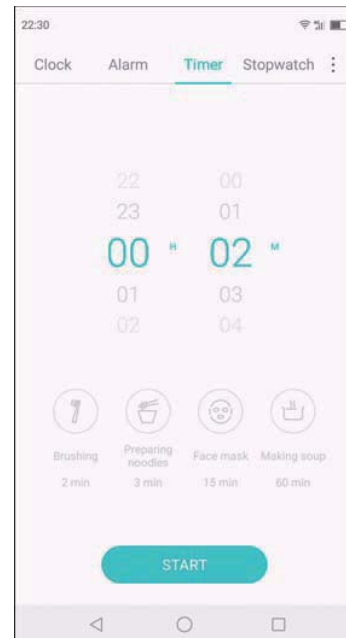 22:30
Clock Alarm Timer Stopwatch
22 00
23 01
00 H 02 M
01 03
02 04
Brushing Preparing noodles Face mask Making soup
2 min 3 min 15 min 60 min
START